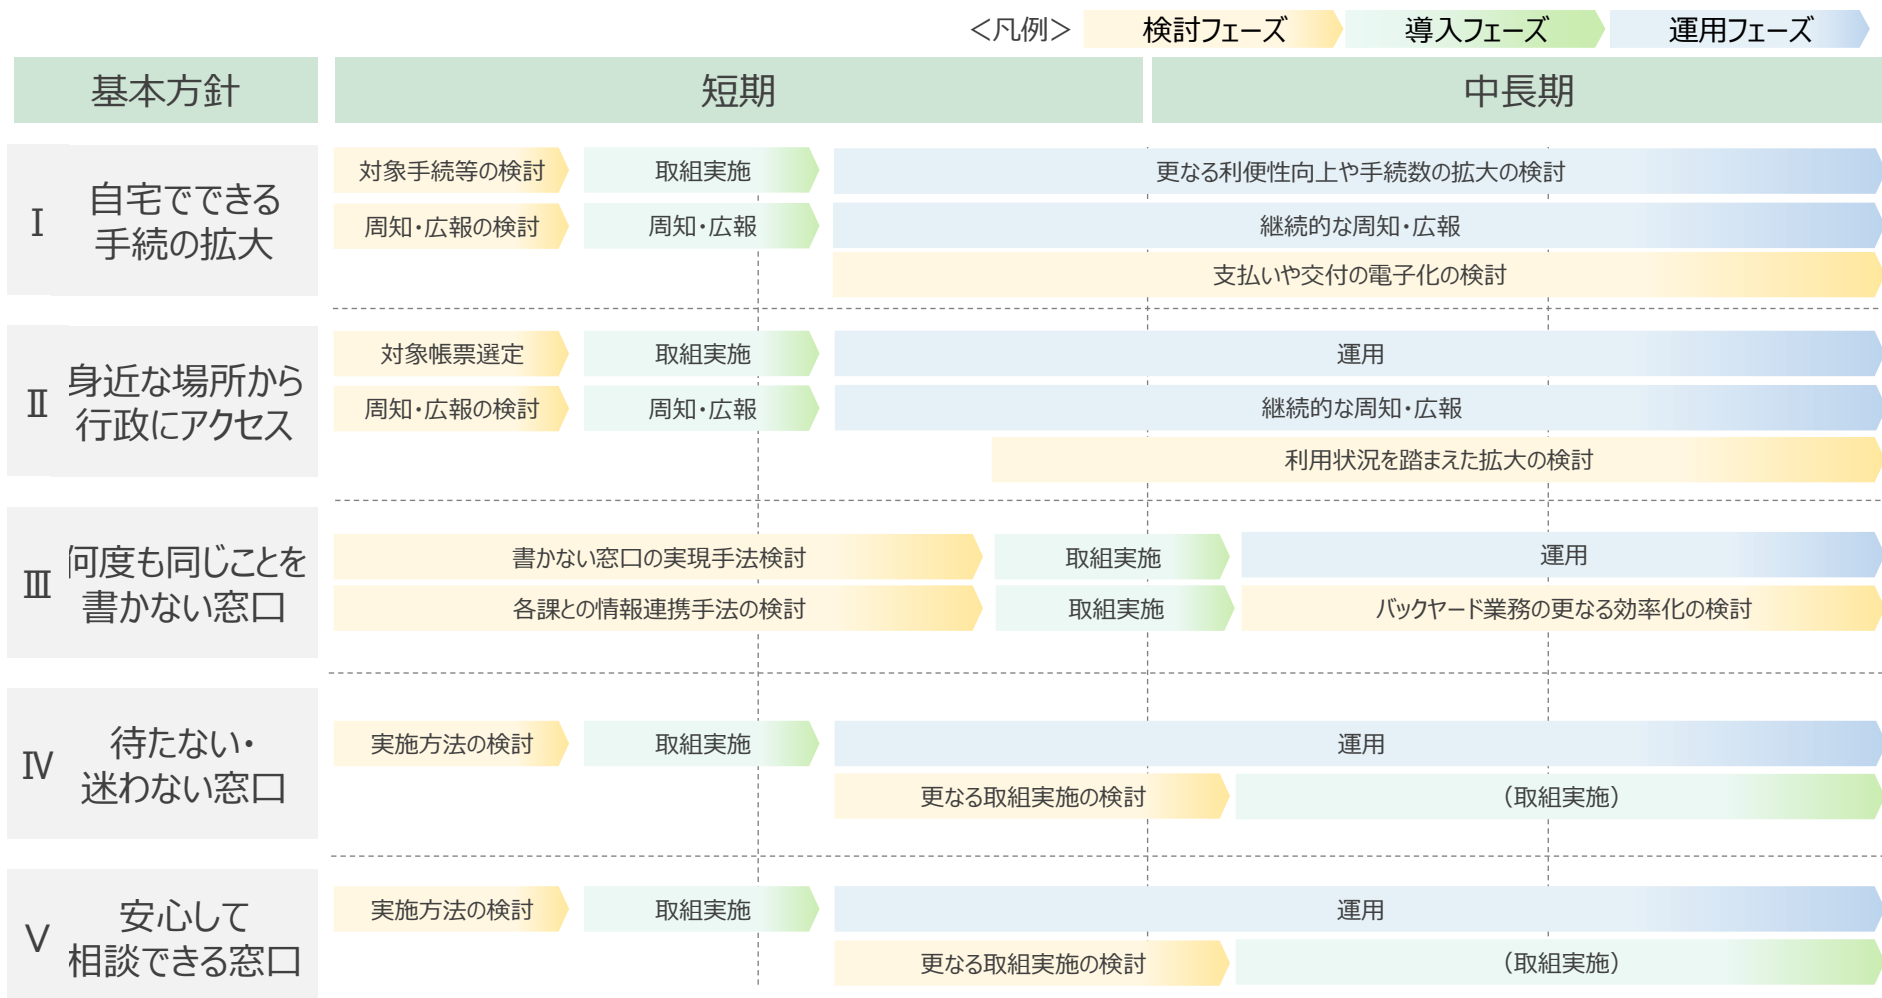 ＜凡例＞ 検討フェーズ 導入フェーズ 運用フェーズ
基本方針 短期 中長期
Ⅰ
自宅でできる
手続の拡大
対象手続等の検討 取組実施 更なる利便性向上や手続数の拡大の検討
周知・広報の検討 周知・広報 継続的な周知・広報
支払いや交付の電子化の検討
Ⅱ
身近な場所から
行政にアクセス
対象帳票選定 取組実施 運用
周知・広報の検討 周知・広報 継続的な周知・広報
利用状況を踏まえた拡大の検討
Ⅲ
何度も同じことを
書かない窓口
書かない窓口の実現手法検討 取組実施 運用
各課との情報連携手法の検討 取組実施 バックヤード業務の更なる効率化の検討
Ⅳ
待たない・
迷わない窓口
実施方法の検討 取組実施 運用
更なる取組実施の検討 （取組実施）
Ⅴ
安心して
相談できる窓口
実施方法の検討 取組実施 運用
更なる取組実施の検討 （取組実施）